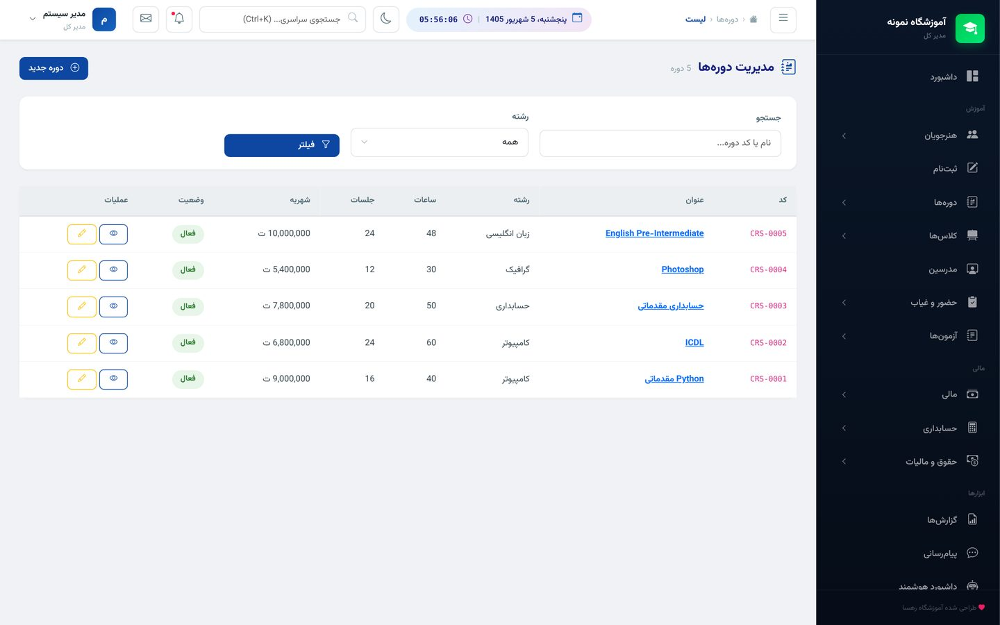 آموزشگاه نمونه
مدیر کل
داشبورد
آموزش
هنرجویان
ثبت‌نام
دوره‌ها
کلاس‌ها
مدرسین
حضور و غیاب
آزمون‌ها
مالی
مالی
حسابداری
حقوق و مالیات
ابزارها
گزارش‌ها
پیام‌رسانی
داشبورد هوشمند
طراحی شده آموزشگاه رهسا
دوره‌ها ‹ لیست
پنجشنبه، 5 شهریور 1405 | 05:56:06
جستجوی سراسری... (Ctrl+K)
م
مدیر سیستم
مدیر کل
مدیریت دوره‌ها 5 دوره
دوره جدید
جستجو
نام یا کد دوره...
رشته
همه
فیلتر
کد عنوان رشته ساعات جلسات شهریه وضعیت عملیات
CRS-0005 English Pre-Intermediate زبان انگلیسی 48 24 10,000,000 ت فعال
CRS-0004 Photoshop گرافیک 30 12 5,400,000 ت فعال
CRS-0003 حسابداری مقدماتی حسابداری 50 20 7,800,000 ت فعال
CRS-0002 ICDL کامپیوتر 60 24 6,800,000 ت فعال
CRS-0001 Python مقدماتی کامپیوتر 40 16 9,000,000 ت فعال